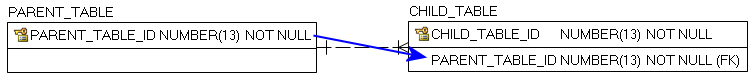 PARENT_TABLE
PARENT_TABLE_ID NUMBER(13) NOT NULL
CHILD_TABLE
CHILD_TABLE_ID NUMBER(13) NOT NULL
PARENT_TABLE_ID NUMBER(13) NOT NULL (FK)